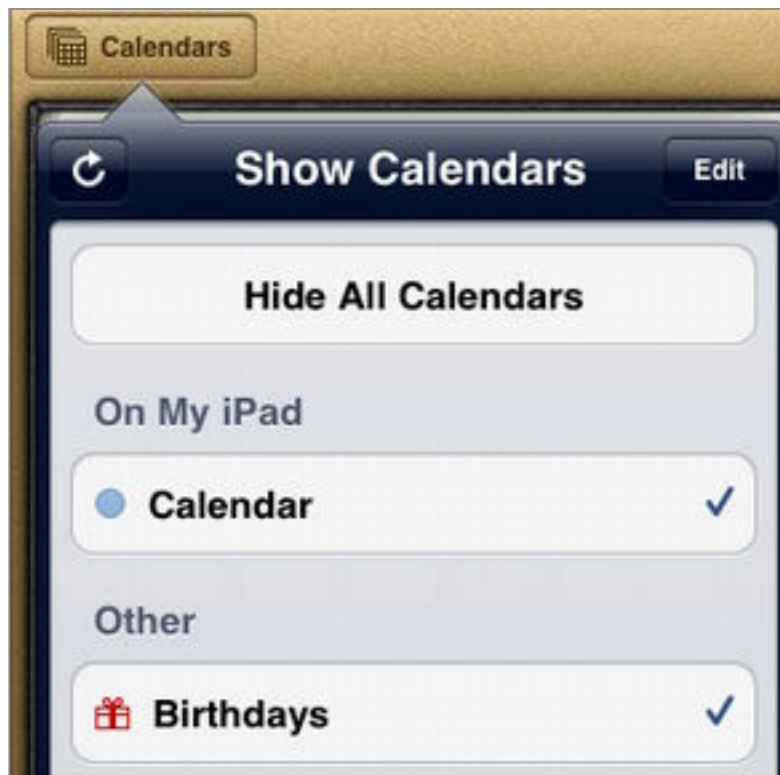 Calendars
Show Calendars
Edit
Hide All Calendars
On My iPad
Calendar
Other
Birthdays